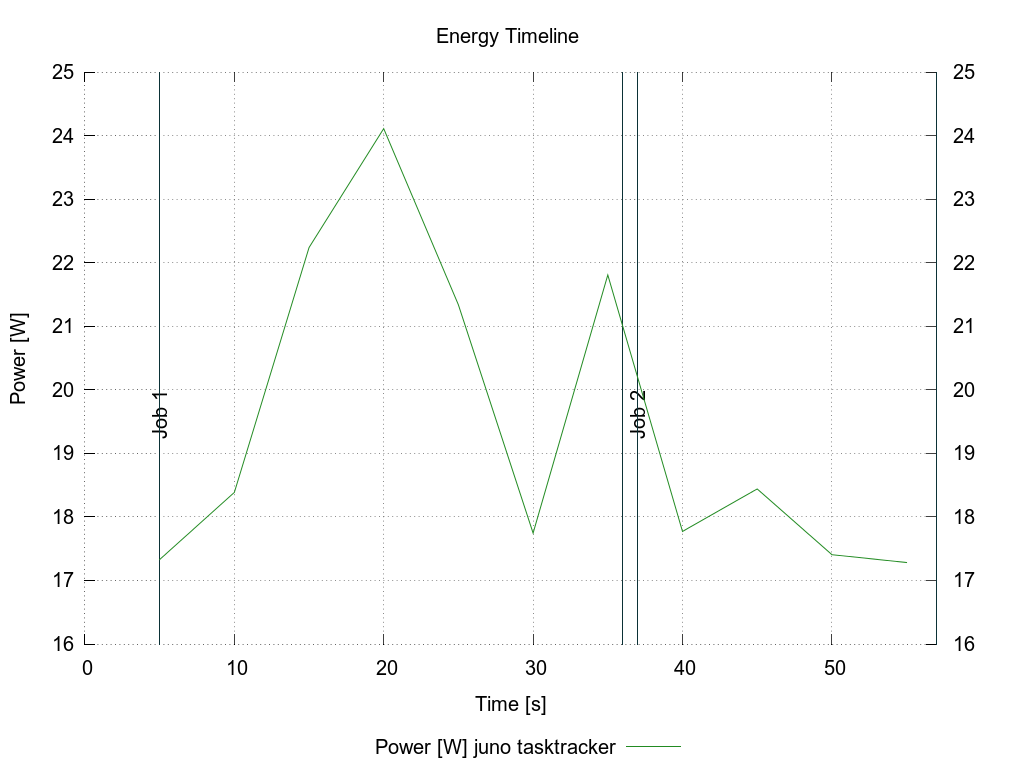 Energy Timeline
25 25
24 24
23 23
22 22
21 21
20 20
19 19
18 18
17 17
16 16
Power [W]
Job 1
Job 2
0 10 20 30 40 50
Time [s]
Power [W] juno tasktracker